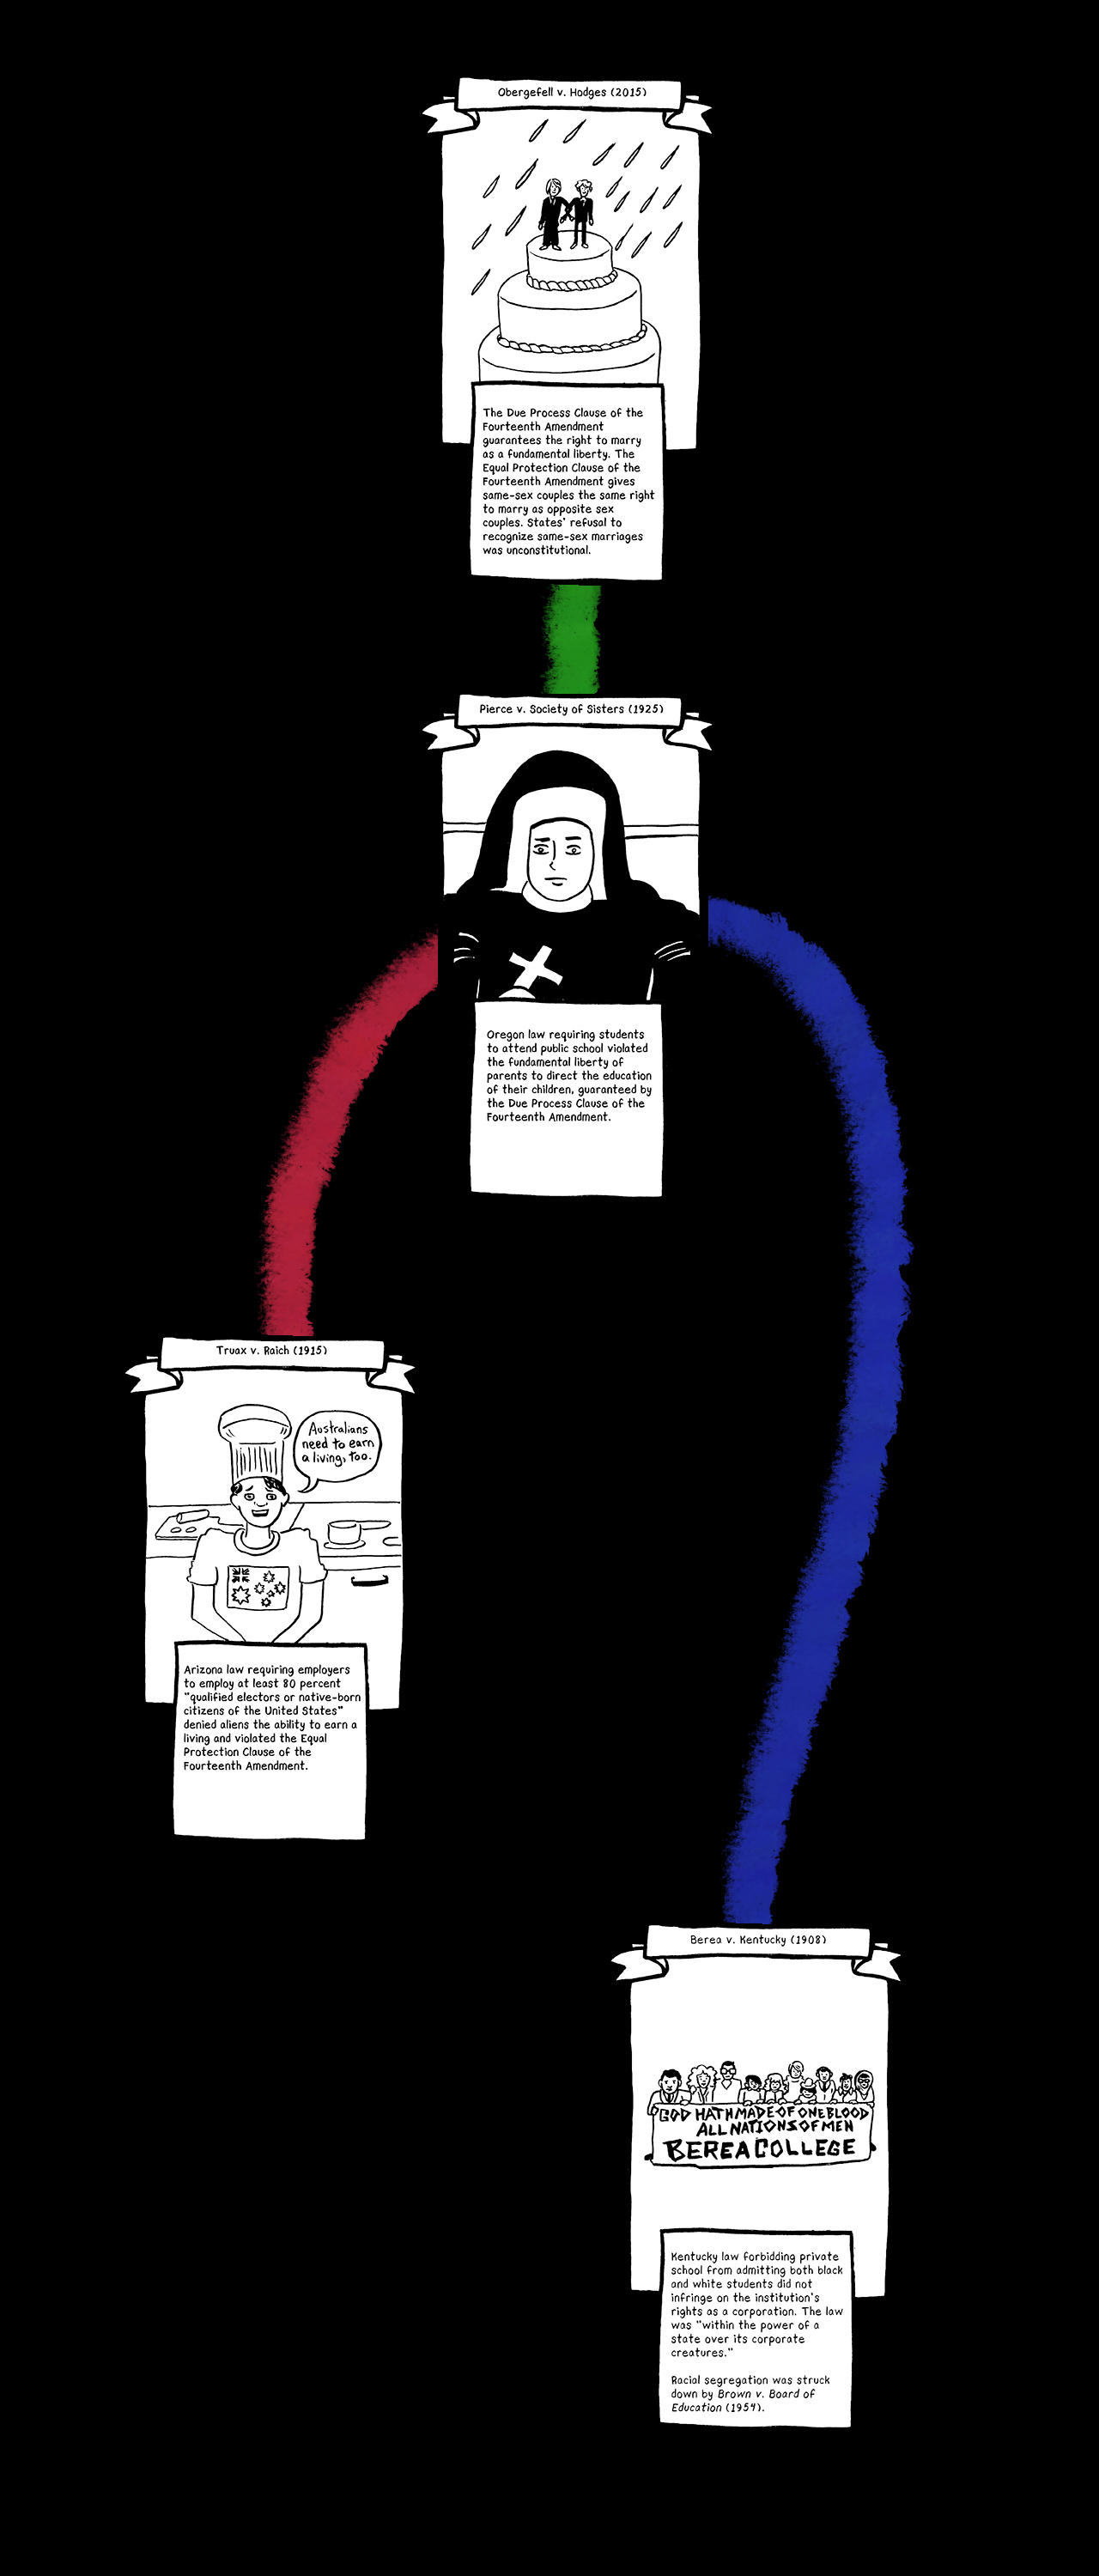 Obergefell v. Hodges (2015)
The Due Process Clause of the
Fourteenth Amendment
guarantees the right to marry
as a fundamental liberty. The
Equal Protection Clause of the
Fourteenth Amendment gives
same-sex couples the same right
to marry as opposite sex
couples. States' refusal to
recognize same-sex marriages
was unconstitutional.
Pierce v. Society of Sisters (1925)
Oregon law requiring students
to attend public school violated
the fundamental liberty of
parents to direct the education
of their children, guaranteed by
the Due Process Clause of the
Fourteenth Amendment.
Truax v. Raich (1915)
Australians
need to earn
a living, too.
Arizona law requiring employers
to employ at least 80 percent
"qualified electors or native-born
citizens of the United States"
denied aliens the ability to earn a
living and violated the Equal
Protection Clause of the
Fourteenth Amendment.
Berea v. Kentucky (1908)
GOD HATH MADE OF ONE BLOOD
ALL NATIONS OF MEN
BEREA COLLEGE
Kentucky law forbidding private
school from admitting both black
and white students did not
infringe on the institution's
rights as a corporation. The law
was "within the power of a
state over its corporate
creatures."
Racial segregation was struck
down by Brown v. Board of
Education (1954).